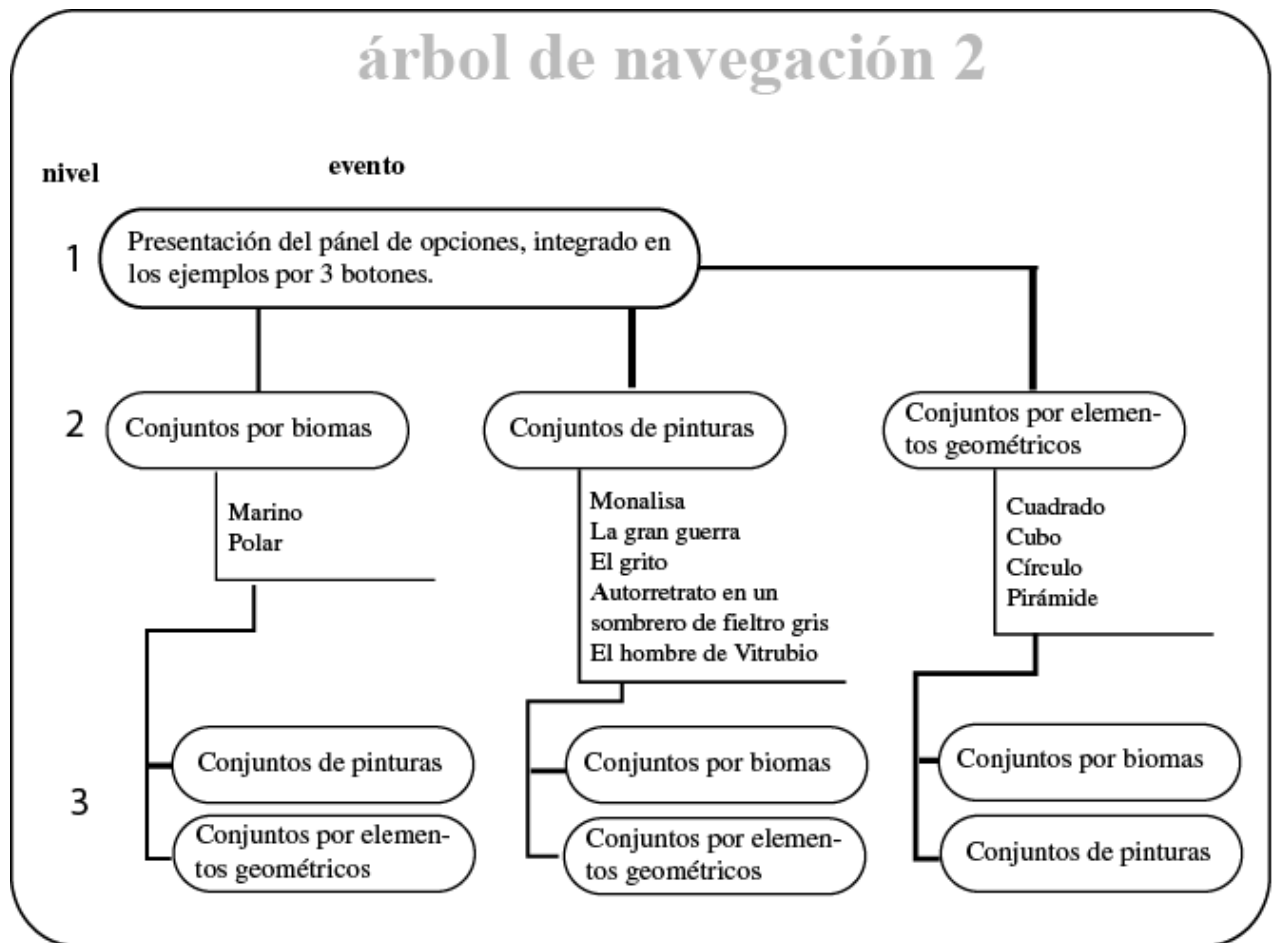 árbol de navegación 2
nivel
evento
1
Presentación del pánel de opciones, integrado en
los ejemplos por 3 botones.
2
Conjuntos por biomas
Conjuntos de pinturas
Conjuntos por elemen-
tos geométricos
Marino
Polar
Monalisa
La gran guerra
El grito
Autorretrato en un
sombrero de fieltro gris
El hombre de Vitrubio
Cuadrado
Cubo
Círculo
Pirámide
3
Conjuntos de pinturas
Conjuntos por elemen-
tos geométricos
Conjuntos por biomas
Conjuntos por elemen-
tos geométricos
Conjuntos por biomas
Conjuntos de pinturas